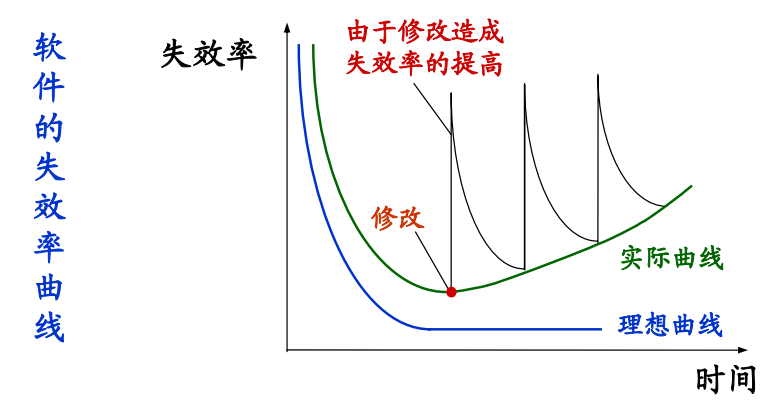 软件的失效率曲线
失效率
由于修改造成
失效率的提高
修改
实际曲线
理想曲线
时间